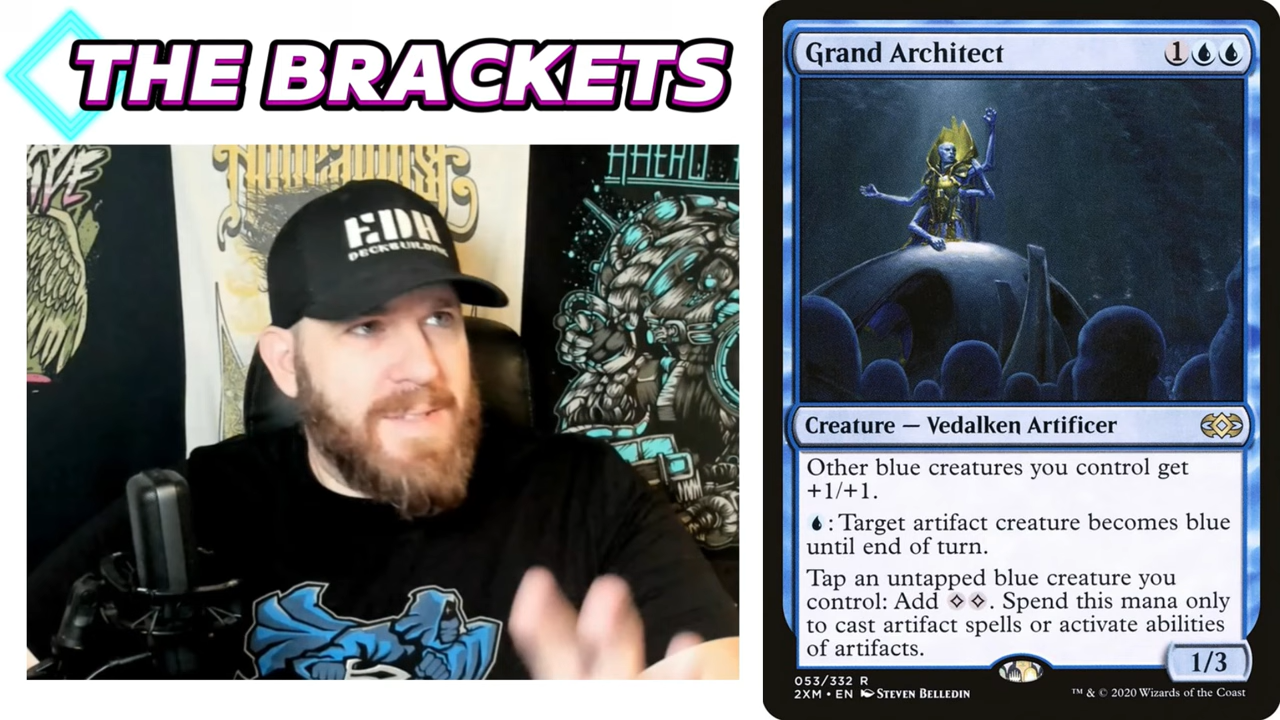 THE BRACKETS
EDH
DECKBUILDING
Grand Architect
1
Creature — Vedalken Artificer
Other blue creatures you control get
+1/+1.
: Target artifact creature becomes blue
until end of turn.
Tap an untapped blue creature you
control: Add . Spend this mana only
to cast artifact spells or activate abilities
of artifacts.
1/3
053/332 R
2XM • EN STEVEN BELLEDIN
™ & © 2020 Wizards of the Coast